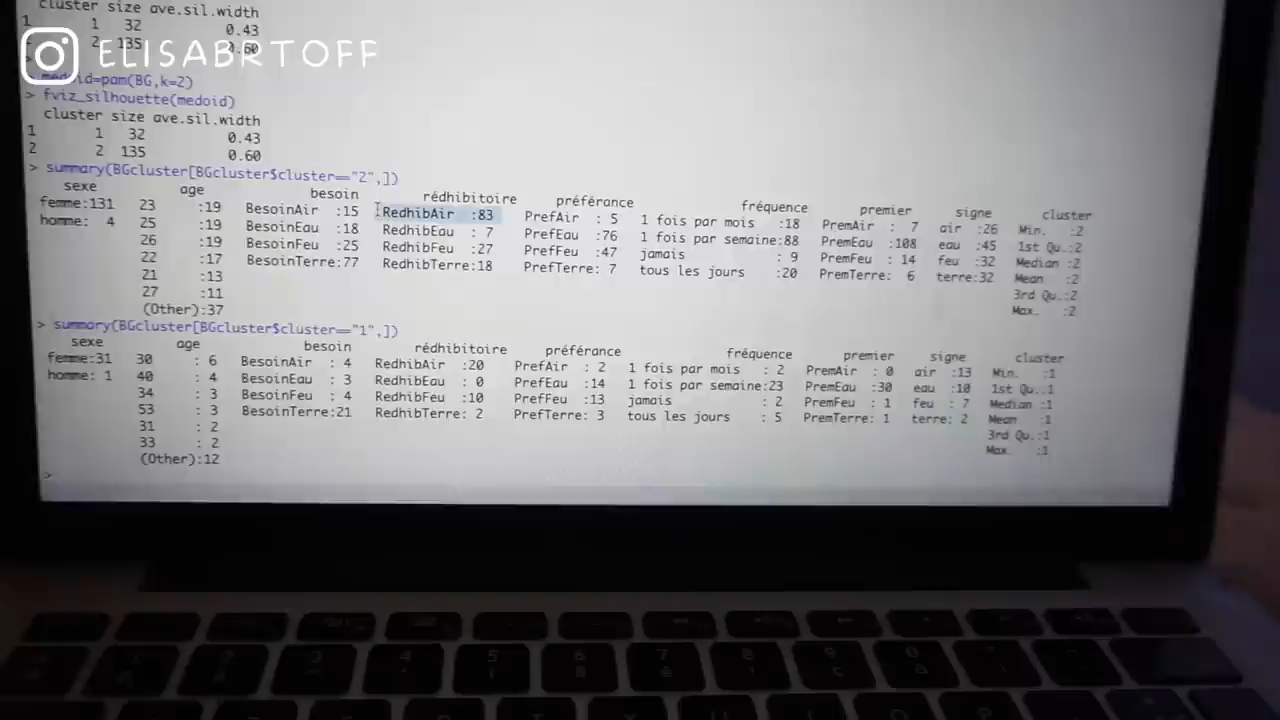 cluster size ave.sil.width
1 1 32 0.43
2 135 0.60
ELISABRTOFF
> medoid=pam(BG,k=2)
> fviz_silhouette(medoid)
cluster size ave.sil.width
1 1 32 0.43
2 2 135 0.60
> summary(BGcluster[BGcluster$cluster=="2",])
sexe age besoin rédhibitoire préférance fréquence premier signe cluster
femme:131 23 :19 BesoinAir :15 RedhibAir :83 PrefAir : 5 1 fois par mois :18 PremAir : 7 air :26 Min. :2
homme: 4 25 :19 BesoinEau :18 RedhibEau : 7 PrefEau :76 1 fois par semaine:88 PremEau :108 eau :45 1st Qu.:2
26 :19 BesoinFeu :25 RedhibFeu :27 PrefFeu :47 jamais : 9 PremFeu : 14 feu :32 Median :2
22 :17 BesoinTerre:77 RedhibTerre:18 PrefTerre: 7 tous les jours :20 PremTerre: 6 terre:32 Mean :2
21 :13 3rd Qu.:2
27 :11 Max. :2
(Other):37
> summary(BGcluster[BGcluster$cluster=="1",])
sexe age besoin rédhibitoire préférance fréquence premier signe cluster
femme:31 30 : 6 BesoinAir : 4 RedhibAir :20 PrefAir : 2 1 fois par mois : 2 PremAir : 0 air :13 Min. :1
homme: 1 40 : 4 BesoinEau : 3 RedhibEau : 0 PrefEau :14 1 fois par semaine:23 PremEau :30 eau :10 1st Qu.:1
34 : 3 BesoinFeu : 4 RedhibFeu :10 PrefFeu :13 jamais : 2 PremFeu : 1 feu : 7 Median :1
53 : 3 BesoinTerre:21 RedhibTerre: 2 PrefTerre: 3 tous les jours : 5 PremTerre: 1 terre: 2 Mean :1
31 : 2 3rd Qu.:1
33 : 2 Max. :1
(Other):12
>